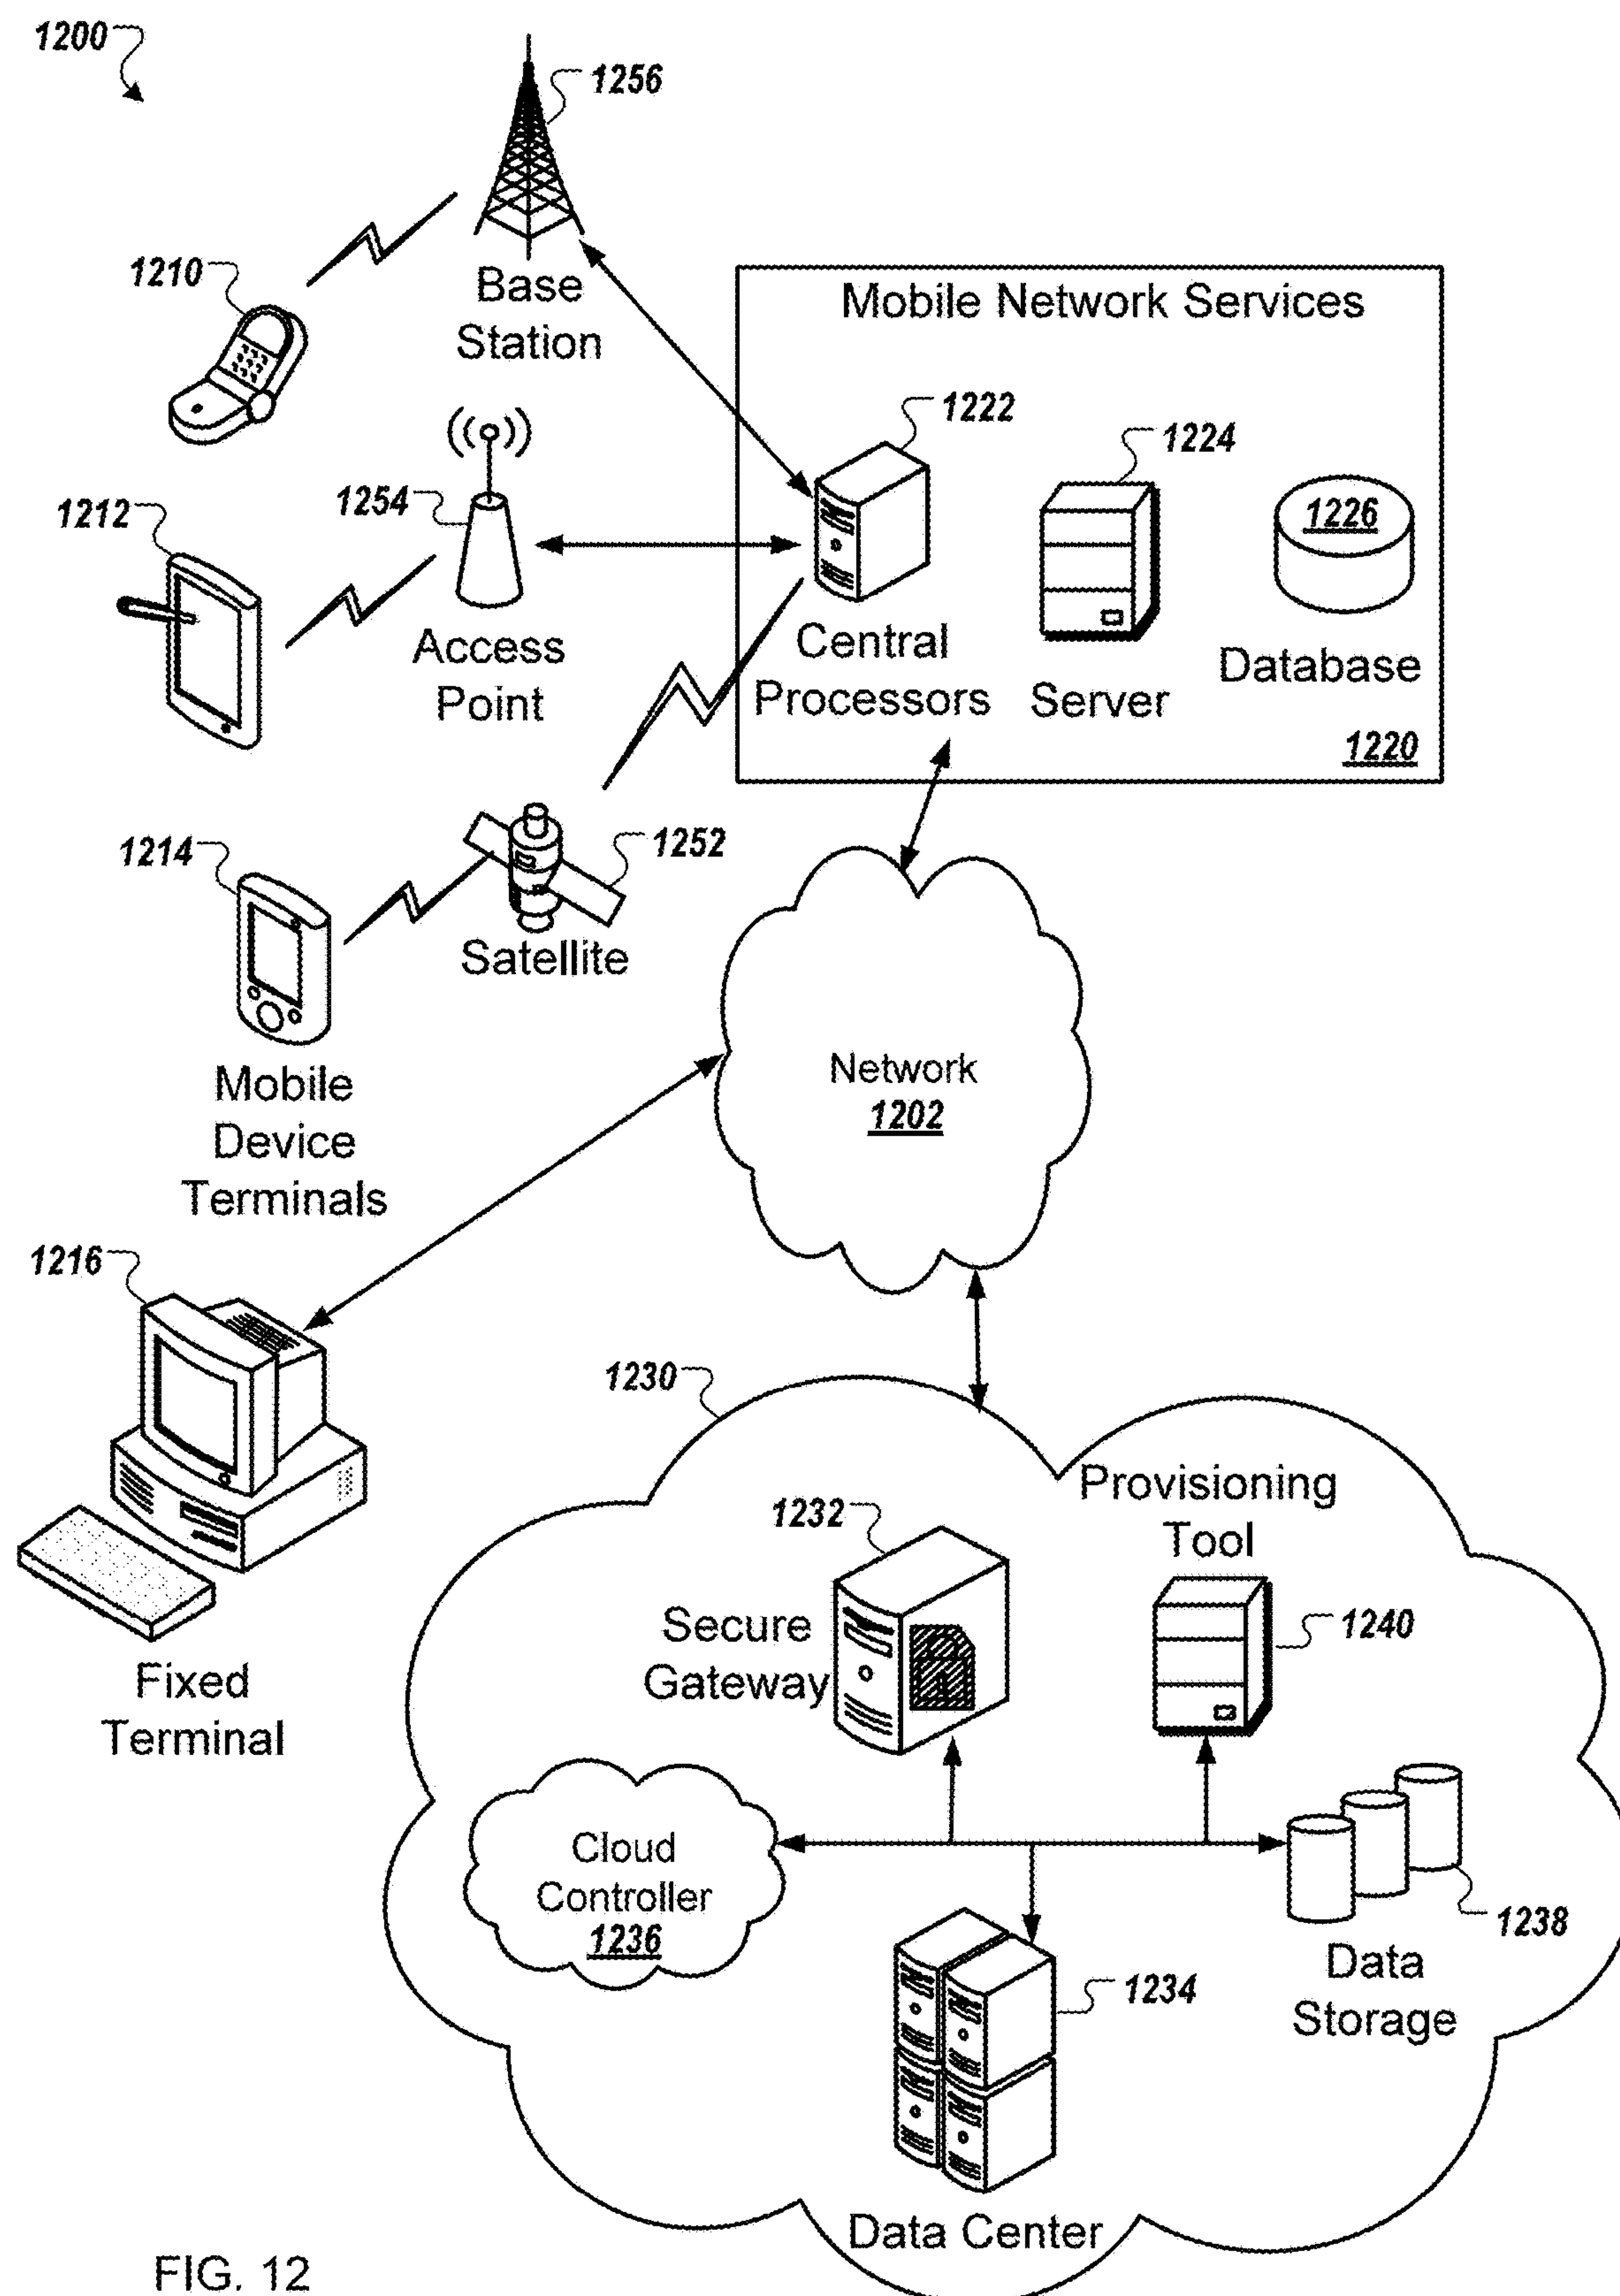 1200
1256
Base
Station
1210
Mobile Network Services
1222
1224
1226
1254
1212
Access
Point
Central
Processors
Server
Database
1220
1214
1252
Satellite
Mobile
Device
Terminals
Network
1202
1216
Fixed
Terminal
1230
Provisioning
Tool
1232
Secure
Gateway
1240
Cloud
Controller
1236
1238
Data
Storage
1234
Data Center
FIG. 12